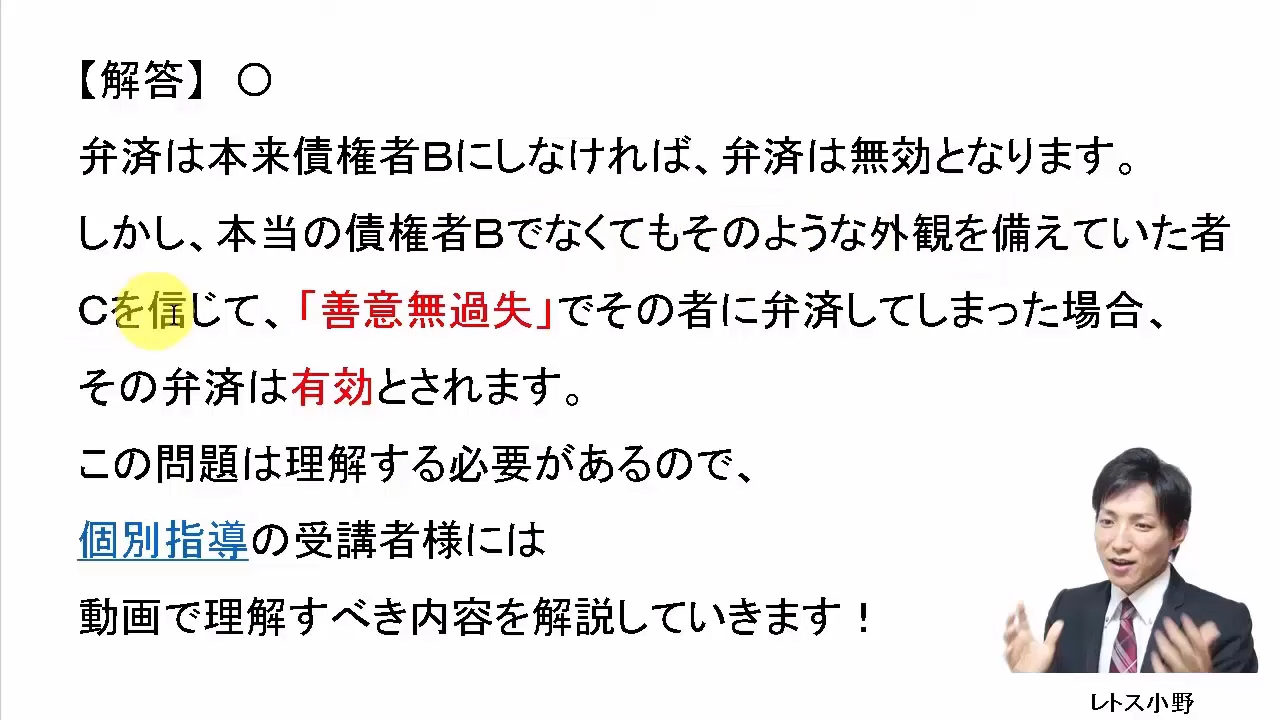 【解答】 ○
弁済は本来債権者Bにしなければ、弁済は無効となります。
しかし、本当の債権者Bでなくてもそのような外観を備えていた者
Cを信じて、「善意無過失」でその者に弁済してしまった場合、
その弁済は有効とされます。
この問題は理解する必要があるので、
個別指導の受講者様には
動画で理解すべき内容を解説していきます！
レトス小野